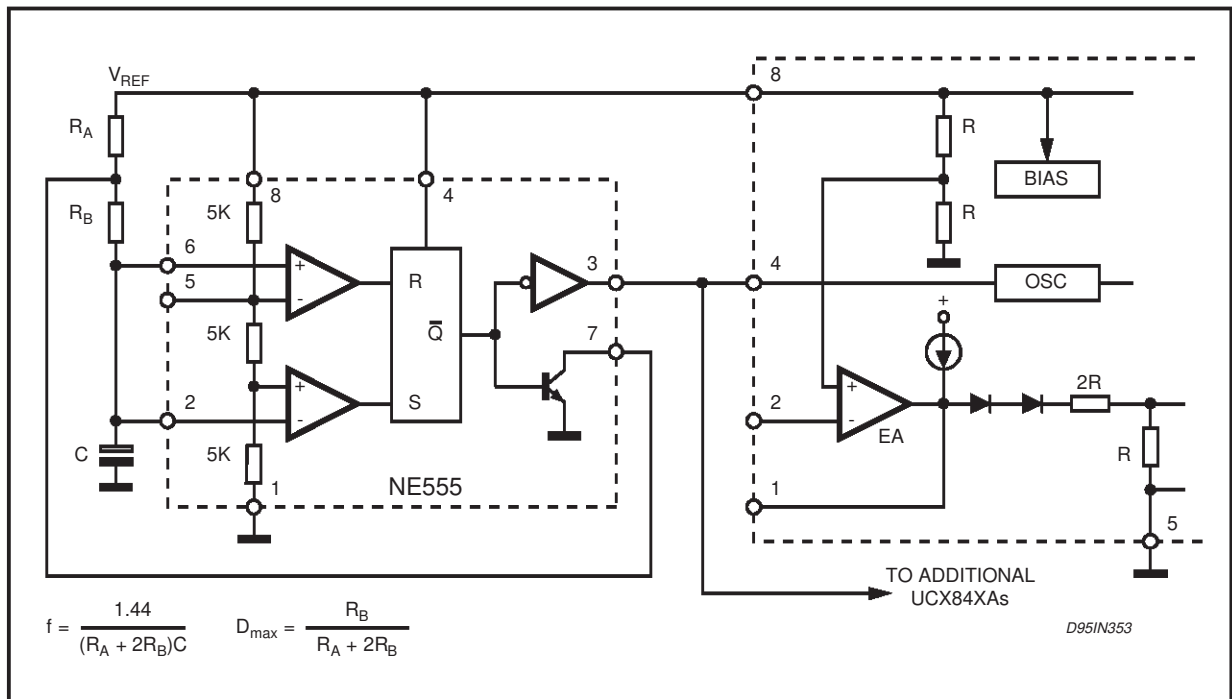 V_REF
8
R_A
R
R_B
8
4
BIAS
5K
R
6
+
R
3
4
5
-
OSC
Q̅
+
5K
7
2
+
S
2
+
2R
-
EA
C
5K
R
1
NE555
1
5
TO ADDITIONAL
UCX84XAs
f = 1.44 / (R_A + 2R_B)C
D_max = R_B / R_A + 2R_B
D95IN353
-